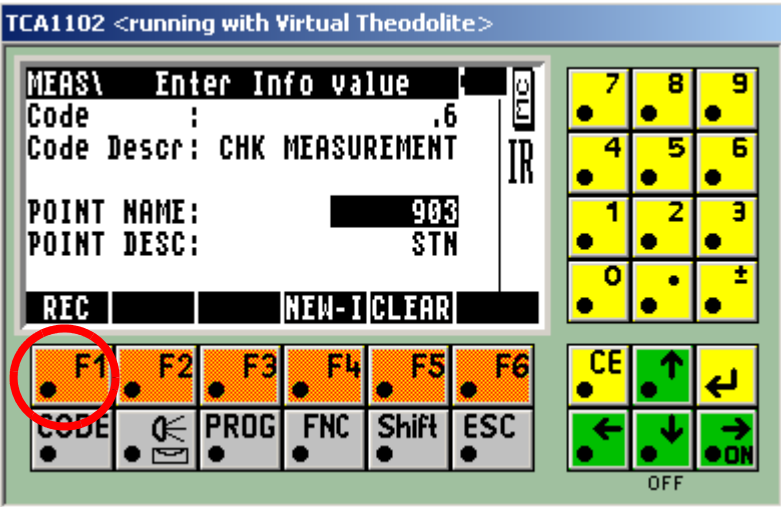 TCA1102 <running with Virtual Theodolite>
MEAS\ Enter Info value
MC
Code : .6
Code Descr: CHK MEASUREMENT
IR
POINT NAME: 903
POINT DESC: STN
REC NEW-I CLEAR
7 8 9
4 5 6
1 2 3
0 . ±
F1 F2 F3 F4 F5 F6
CE
CODE PROG FNC Shift ESC
ON
OFF